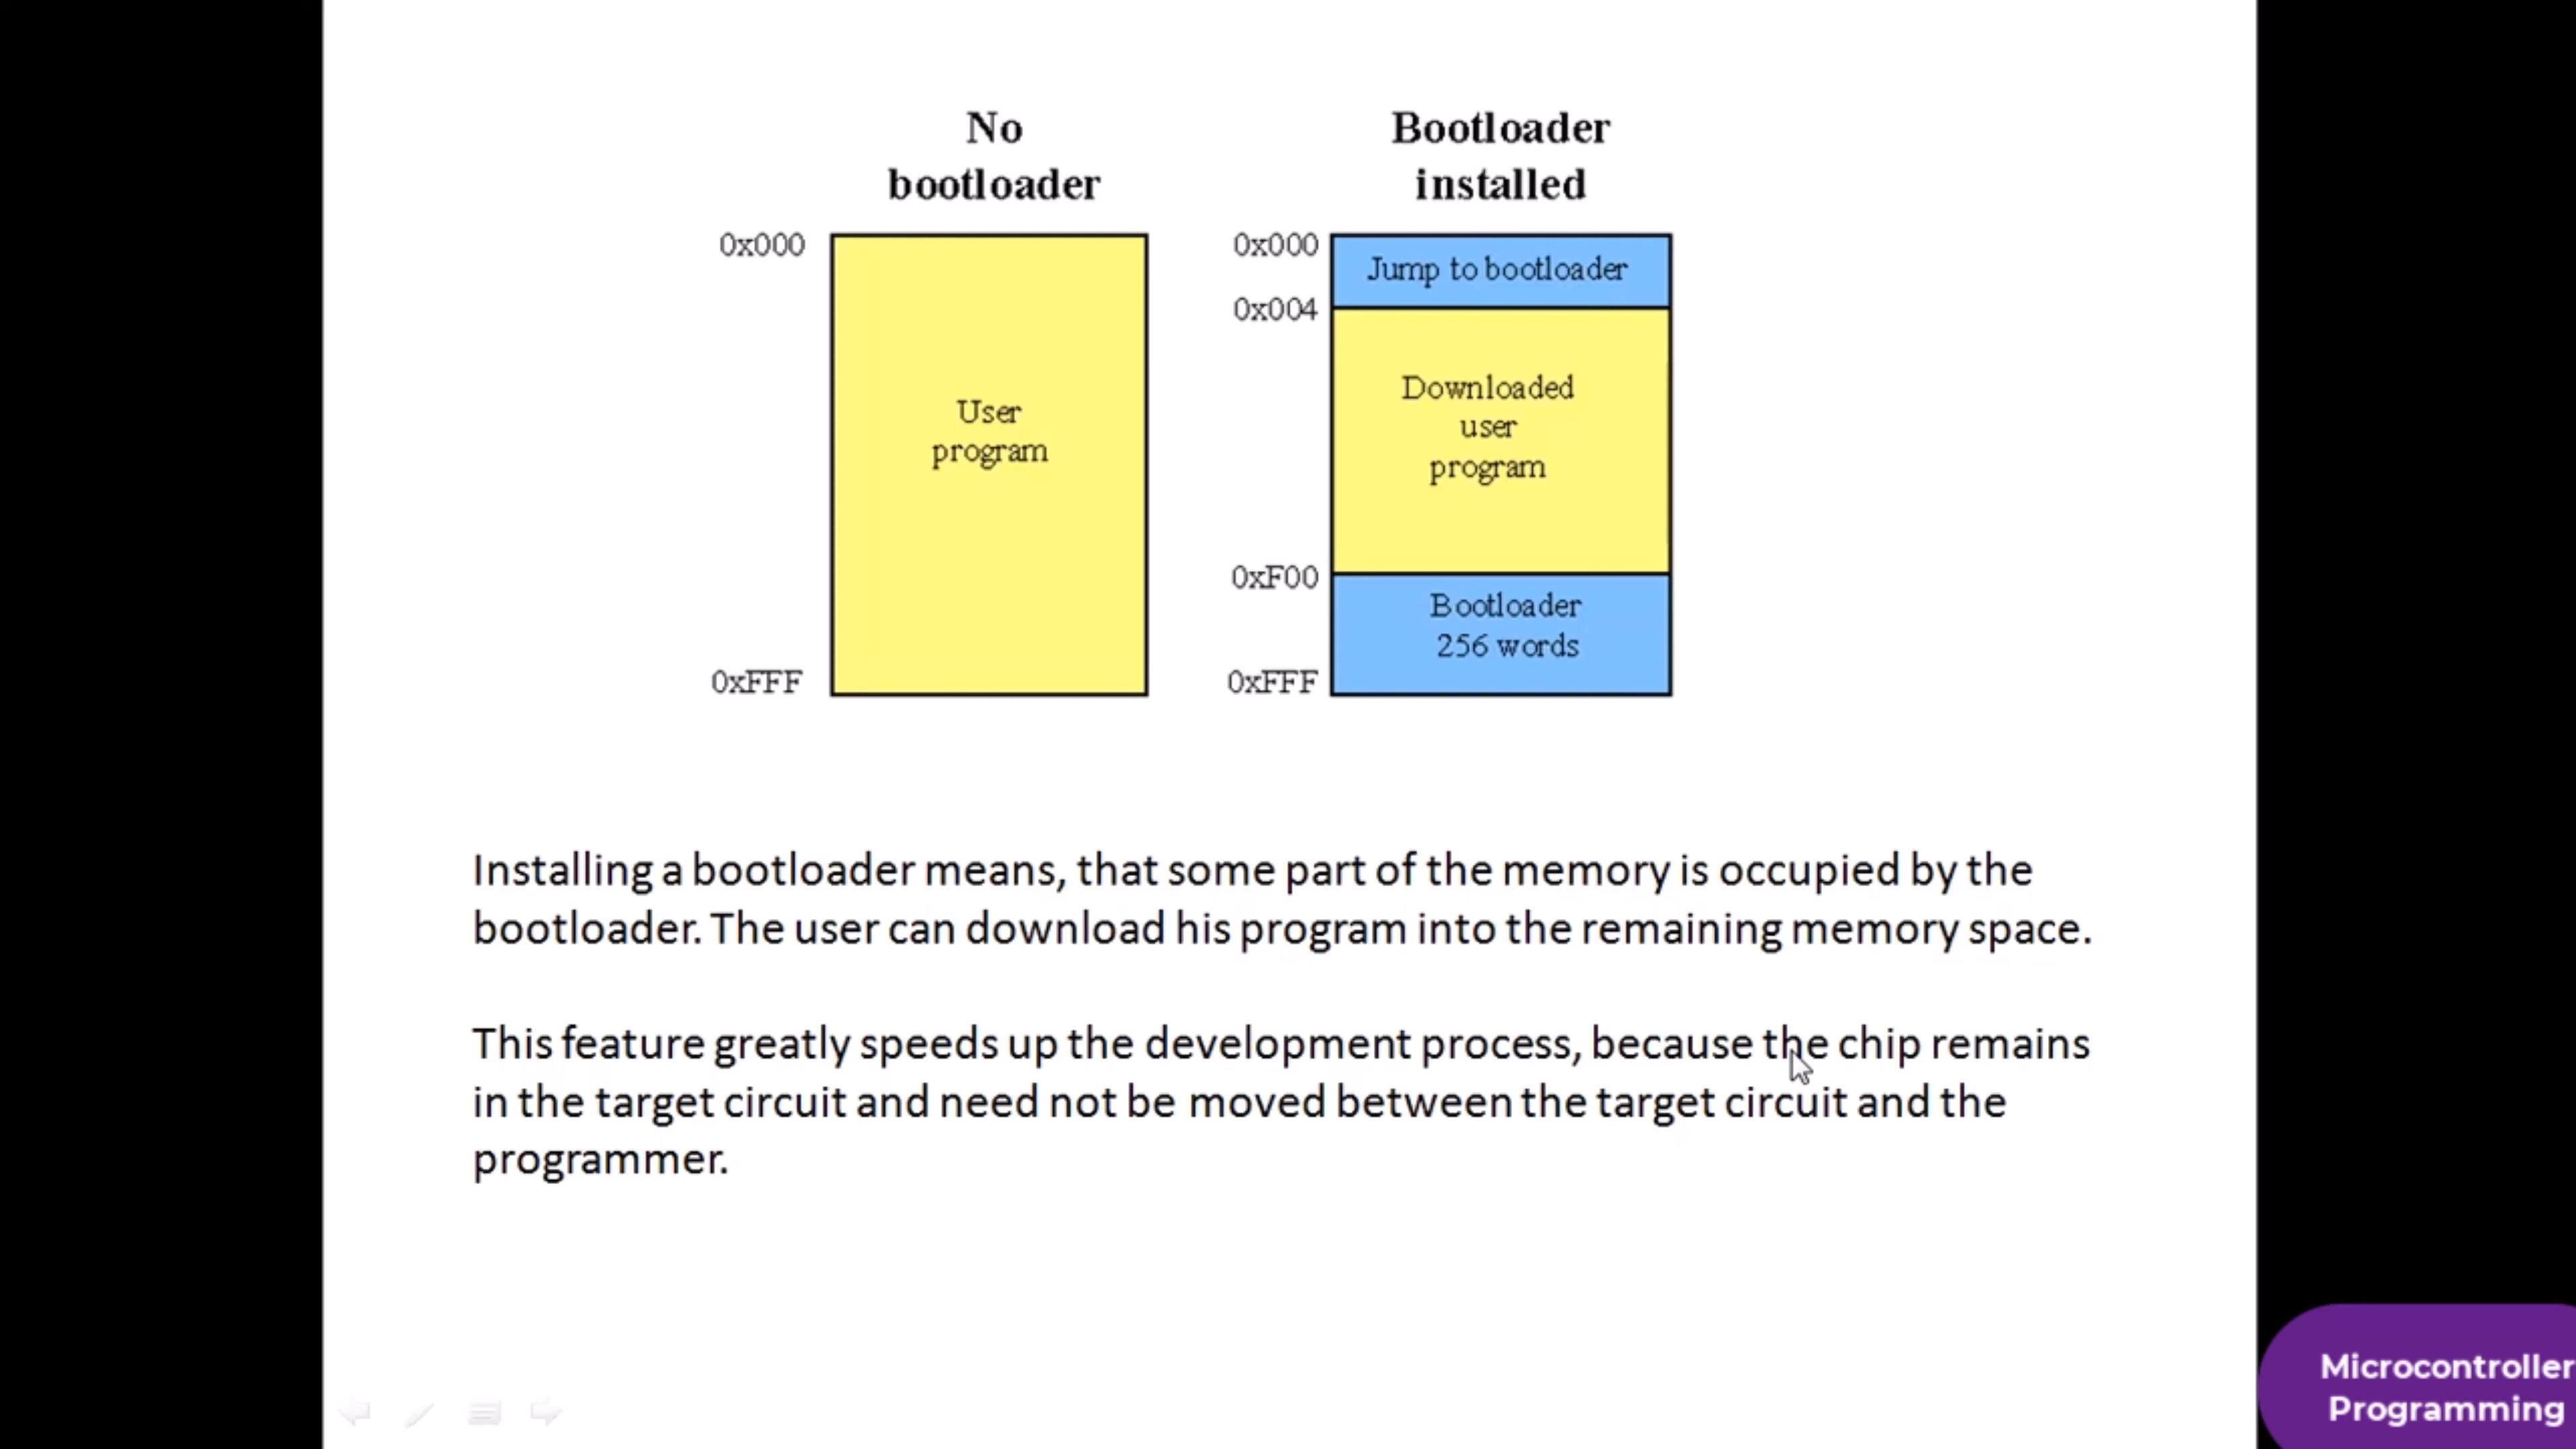 No
bootloader
0x000
User
program
0xFFF
Bootloader
installed
0x000
Jump to bootloader
0x004
Downloaded
user
program
0xF00
Bootloader
256 words
0xFFF
Installing a bootloader means, that some part of the memory is occupied by the
bootloader. The user can download his program into the remaining memory space.
This feature greatly speeds up the development process, because the chip remains
in the target circuit and need not be moved between the target circuit and the
programmer.
Microcontroller
Programming